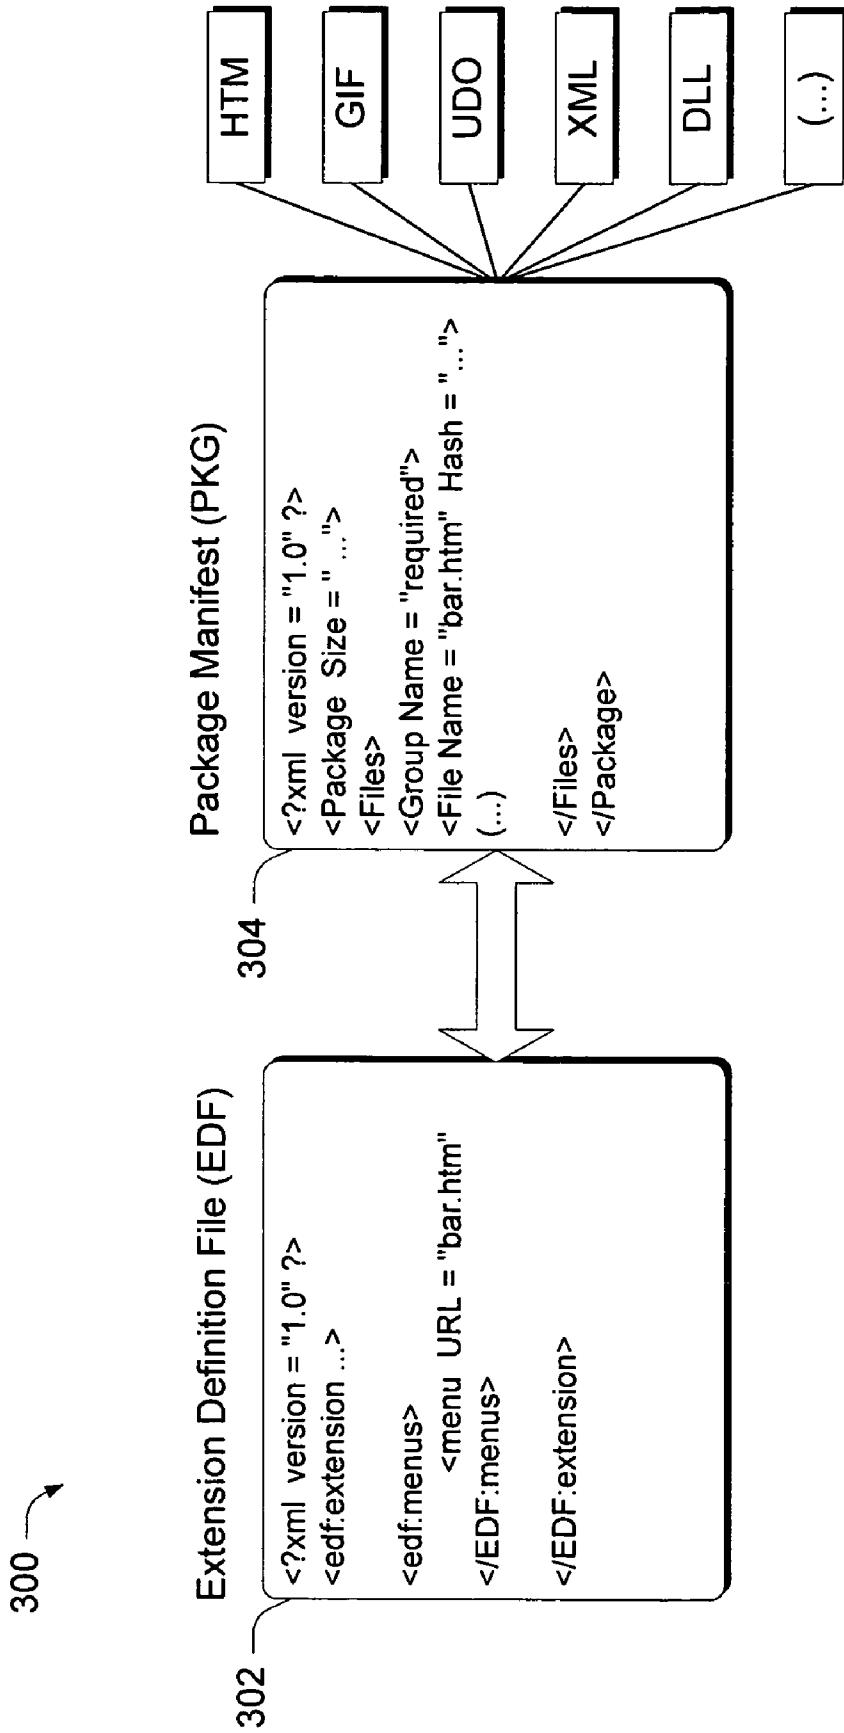 300
Extension Definition File (EDF)
302
<?xml version = "1.0" ?>
<edf:extension ...>
<edf:menus>
<menu URL = "bar.htm"
</EDF:menus>
</EDF:extension>
Package Manifest (PKG)
304
<?xml version = "1.0" ?>
<Package Size = " ...">
<Files>
<Group Name = "required">
<File Name = "bar.htm" Hash = "...">
(...)
</Files>
</Package>
HTM
GIF
UDO
XML
DLL
(...)